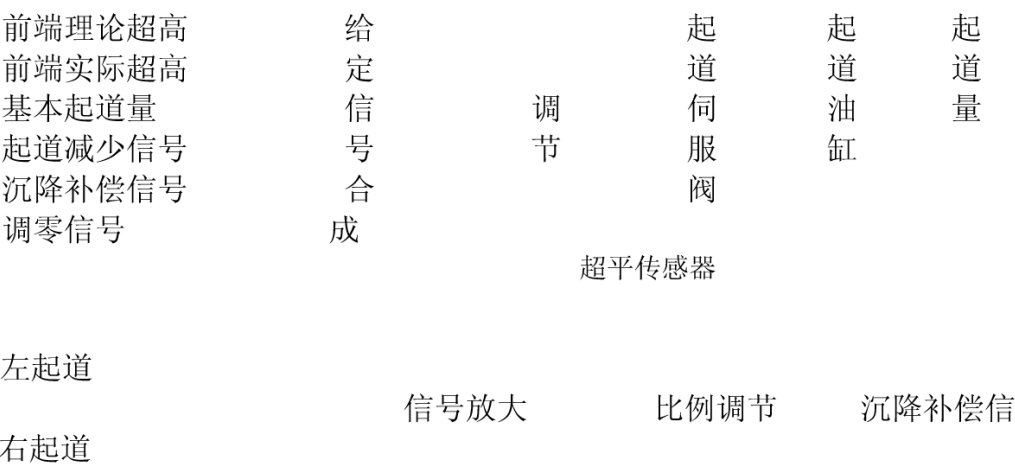 前端理论超高 给 起 起 起
前端实际超高 定 道 道 道
基本起道量 信 调 伺 油 量
起道减少信号 号 节 服 缸
沉降补偿信号 合 阀
调零信号 成
超平传感器
左起道
信号放大 比例调节 沉降补偿信
右起道